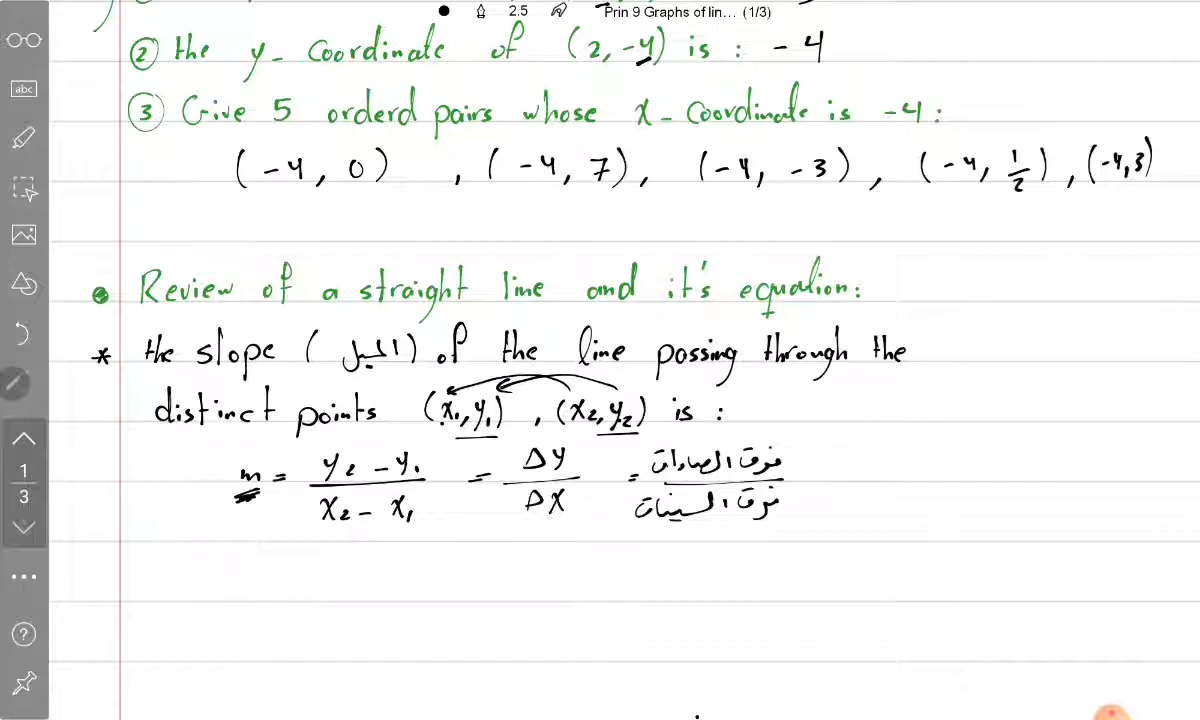 2.5 Prin 9 Graphs of lin... (1/3)
abc
② the y- Coordinate of (2, -4) is : -4
③ Give 5 orderd pairs whose x- Coordinate is -4 :
(-4, 0) , (-4, 7) , (-4, -3) , (-4, 1/2) , (-4, 3)
• Review of a straight line and it's equation:
* the slope (الميل) of the line passing through the
distinct points (x₁, y₁) , (x₂, y₂) is :
m = (y₂ - y₁)/(x₂ - x₁) = Δy/Δx = فرق الصادات/فرق السينات
1
3